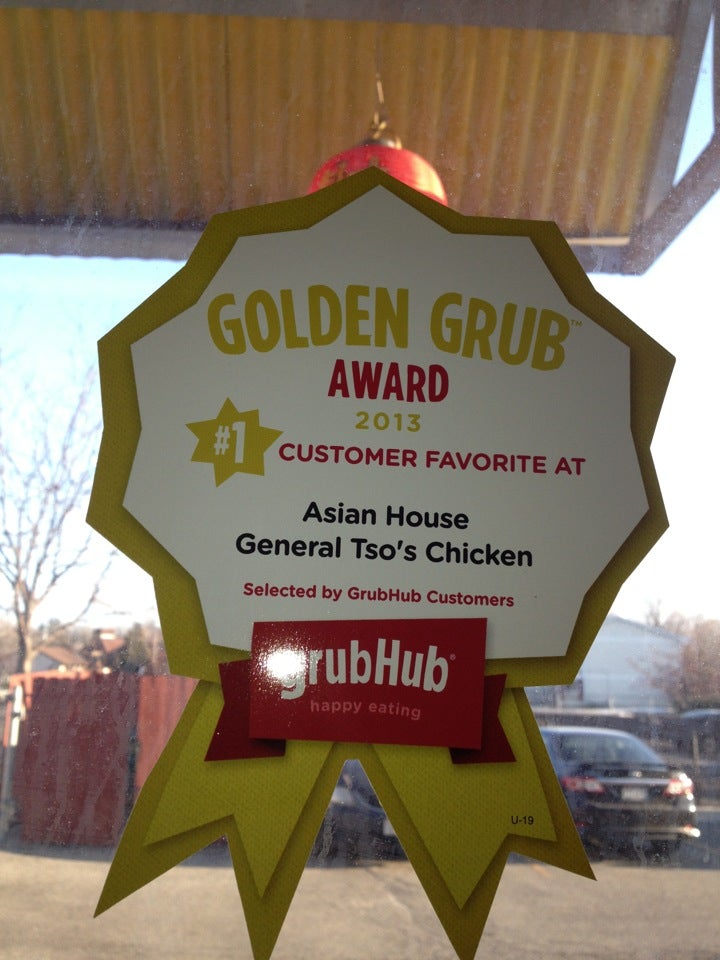 GOLDEN GRUB™
AWARD
2013
#1 CUSTOMER FAVORITE AT
Asian House
General Tso's Chicken
Selected by GrubHub Customers
grubHub®
happy eating
U-19